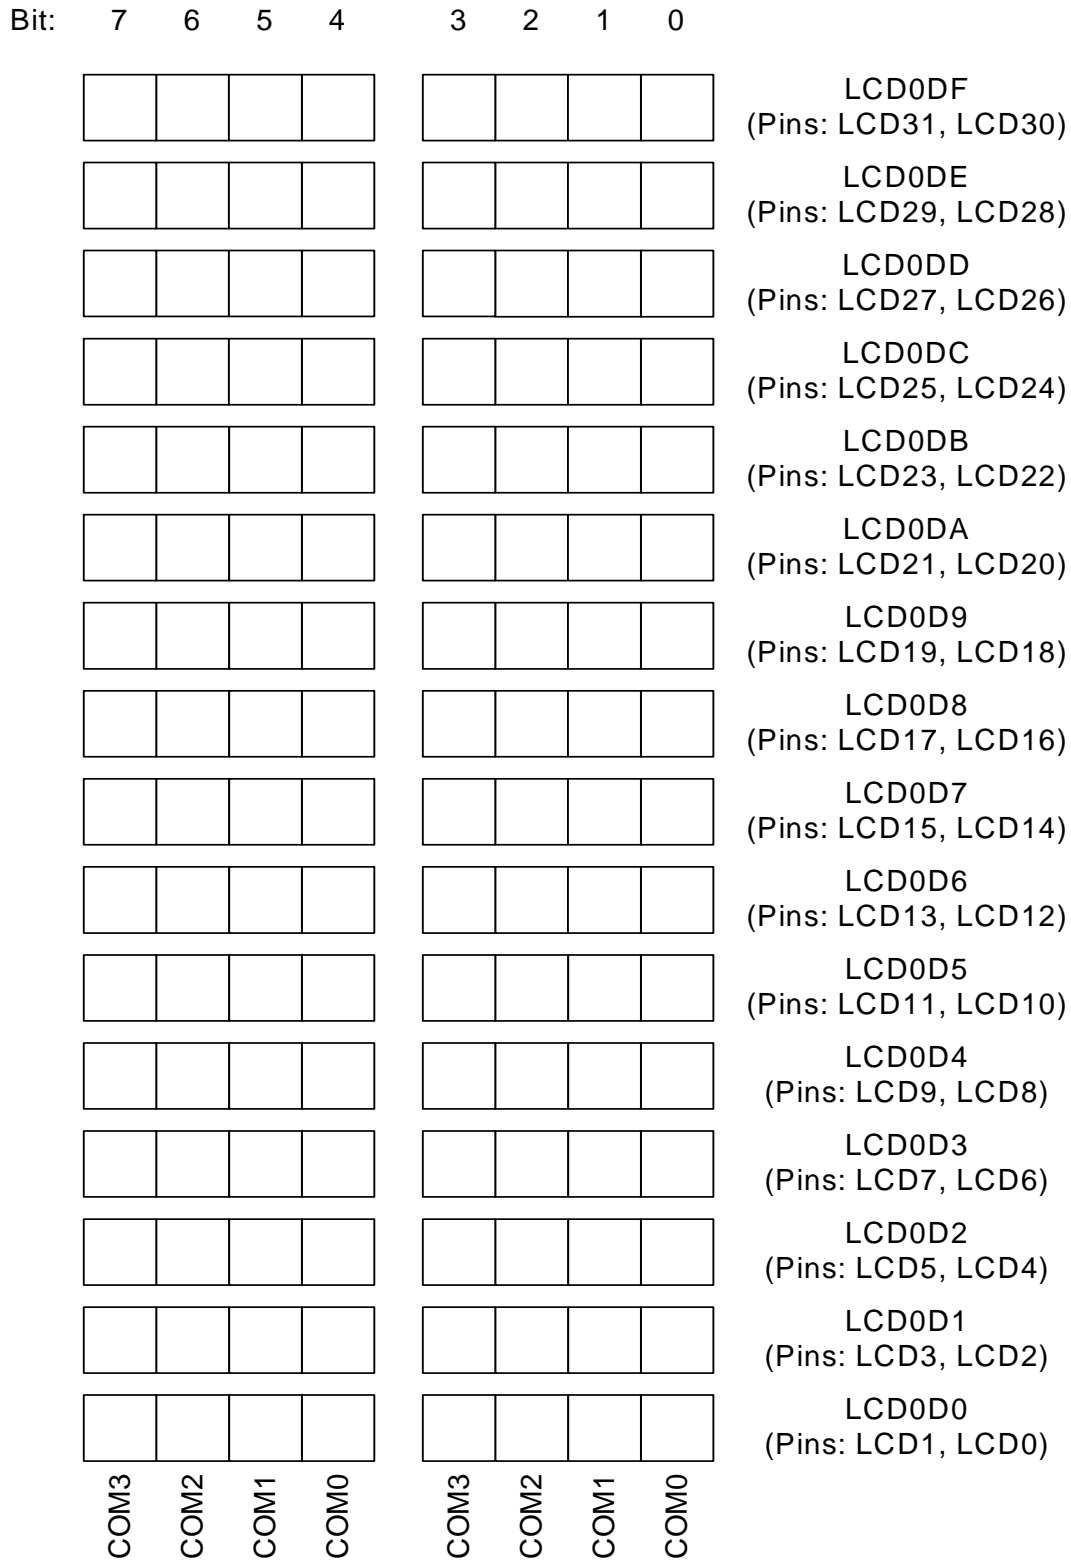 Bit: 7 6 5 4 3 2 1 0
LCD0DF
(Pins: LCD31, LCD30)
LCD0DE
(Pins: LCD29, LCD28)
LCD0DD
(Pins: LCD27, LCD26)
LCD0DC
(Pins: LCD25, LCD24)
LCD0DB
(Pins: LCD23, LCD22)
LCD0DA
(Pins: LCD21, LCD20)
LCD0D9
(Pins: LCD19, LCD18)
LCD0D8
(Pins: LCD17, LCD16)
LCD0D7
(Pins: LCD15, LCD14)
LCD0D6
(Pins: LCD13, LCD12)
LCD0D5
(Pins: LCD11, LCD10)
LCD0D4
(Pins: LCD9, LCD8)
LCD0D3
(Pins: LCD7, LCD6)
LCD0D2
(Pins: LCD5, LCD4)
LCD0D1
(Pins: LCD3, LCD2)
LCD0D0
(Pins: LCD1, LCD0)
COM3 COM2 COM1 COM0 COM3 COM2 COM1 COM0